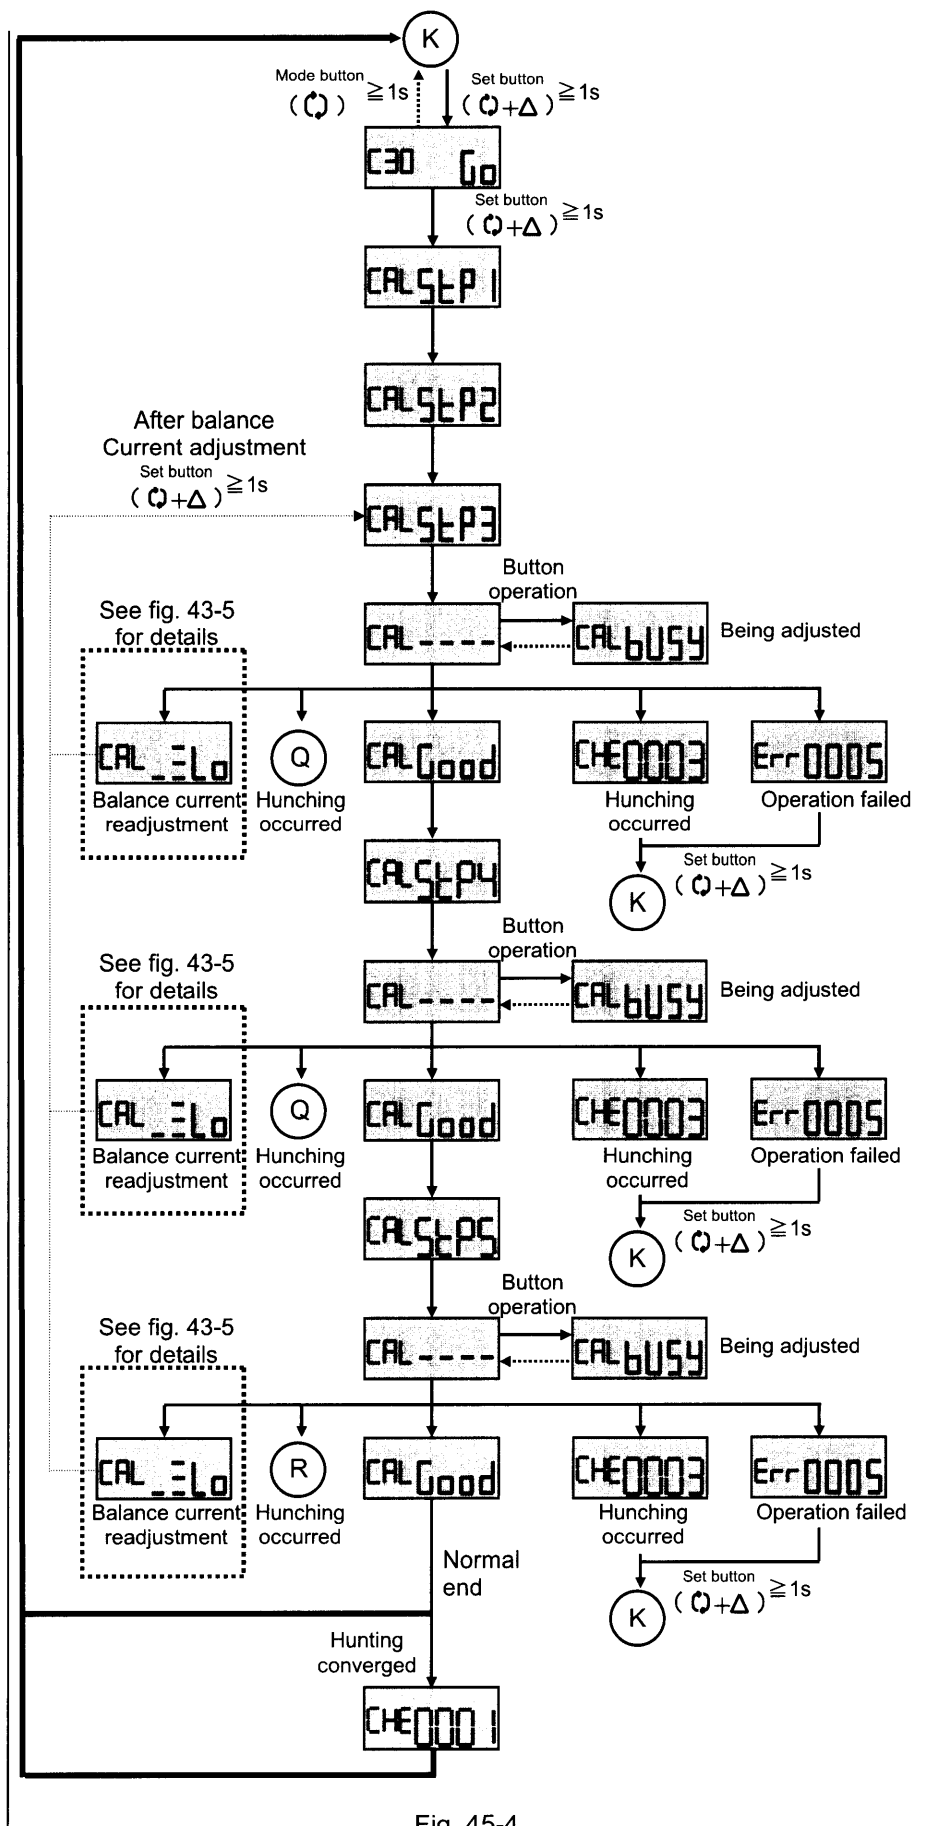 K
Mode button
( ) ≧1s
Set button
( +△) ≧1s
C30 Go
Set button
( +△) ≧1s
CAL StP1
CAL StP2
After balance
Current adjustment
Set button
( +△) ≧1s
CAL StP3
Button
operation
CAL ----
CAL bUSY
Being adjusted
See fig. 43-5
for details
CAL _Ξ Lo
Balance current
readjustment
Q
Hunching
occurred
CAL Good
CHE 0003
Hunching
occurred
Err 0005
Operation failed
Set button
( +△) ≧1s
K
CAL StP4
Button
operation
CAL ----
CAL bUSY
Being adjusted
See fig. 43-5
for details
CAL _Ξ Lo
Balance current
readjustment
Q
Hunching
occurred
CAL Good
CHE 0003
Hunching
occurred
Err 0005
Operation failed
Set button
( +△) ≧1s
K
CAL StP5
Button
operation
CAL ----
CAL bUSY
Being adjusted
See fig. 43-5
for details
CAL _Ξ Lo
Balance current
readjustment
R
Hunching
occurred
CAL Good
CHE 0003
Hunching
occurred
Err 0005
Operation failed
Set button
( +△) ≧1s
K
Normal
end
Hunting
converged
CHE 0001
Fig. 45-4